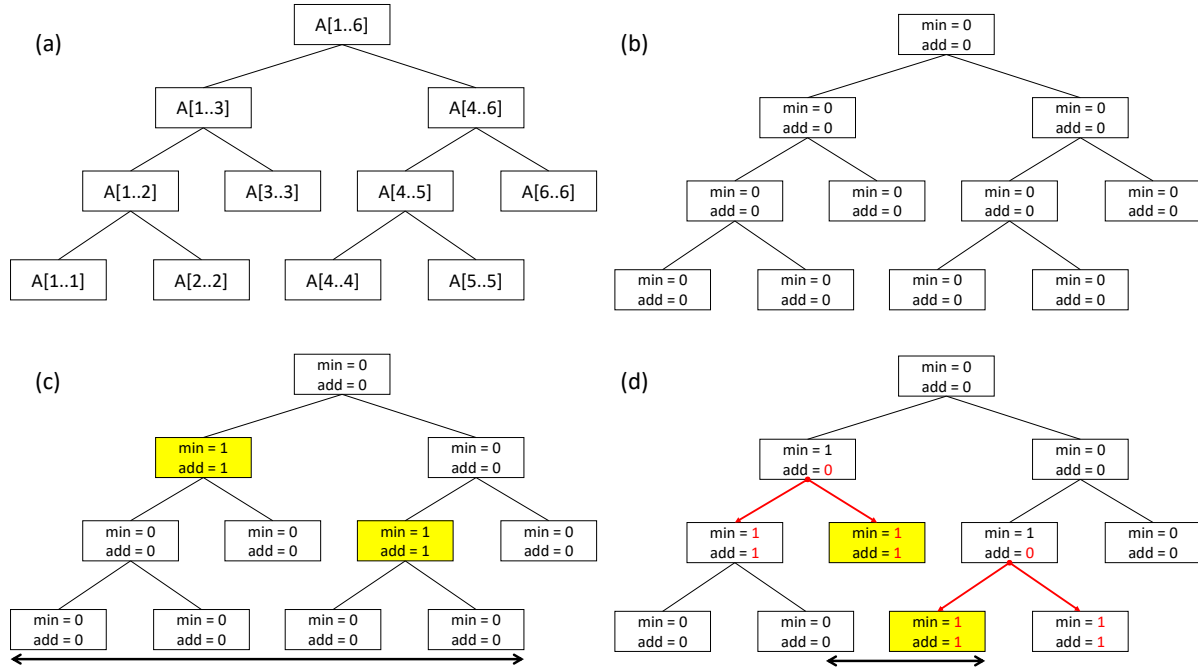 (a)
A[1..6]
A[1..3]
A[4..6]
A[1..2]
A[3..3]
A[4..5]
A[6..6]
A[1..1]
A[2..2]
A[4..4]
A[5..5]
(b)
min = 0
add = 0
min = 0
add = 0
min = 0
add = 0
min = 0
add = 0
min = 0
add = 0
min = 0
add = 0
min = 0
add = 0
min = 0
add = 0
min = 0
add = 0
min = 0
add = 0
min = 0
add = 0
(c)
min = 0
add = 0
min = 1
add = 1
min = 0
add = 0
min = 0
add = 0
min = 0
add = 0
min = 1
add = 1
min = 0
add = 0
min = 0
add = 0
min = 0
add = 0
min = 0
add = 0
min = 0
add = 0
(d)
min = 0
add = 0
min = 1
add = 0
min = 0
add = 0
min = 1
add = 1
min = 1
add = 1
min = 1
add = 0
min = 0
add = 0
min = 0
add = 0
min = 0
add = 0
min = 1
add = 1
min = 1
add = 1